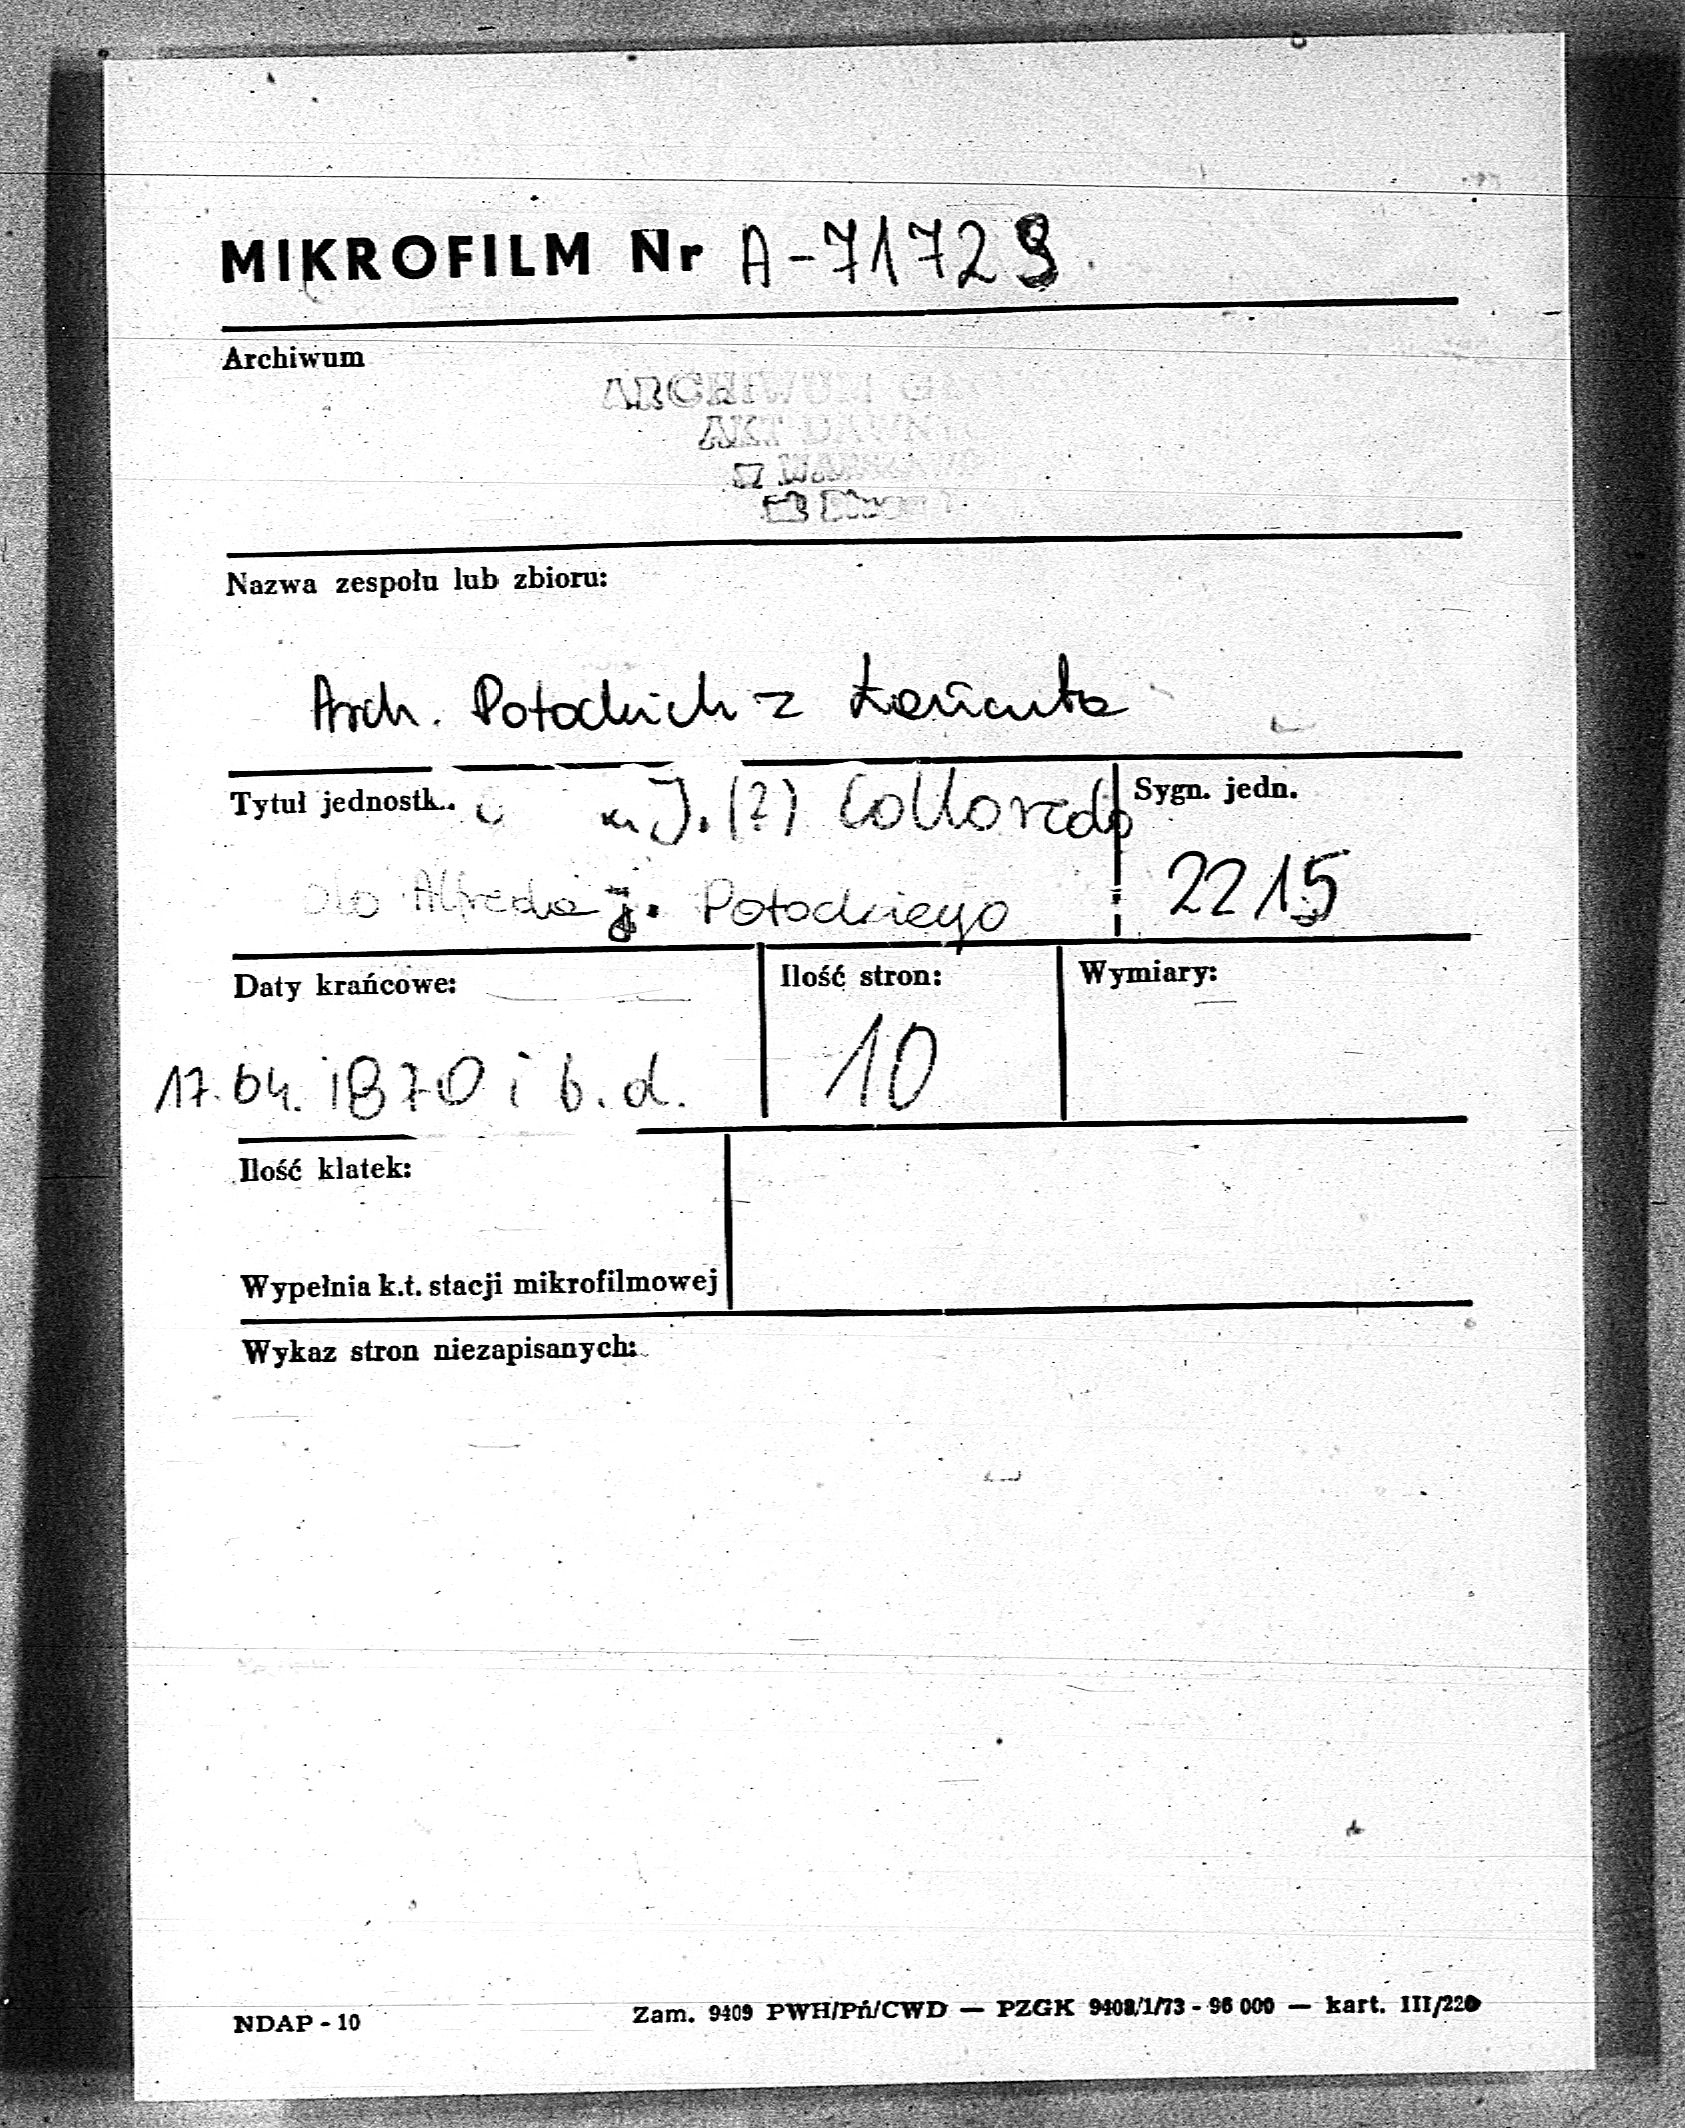 MIKROFILM Nr A-71729
Archiwum
ARCHIWUM
AKT
Nazwa zespołu lub zbioru:
Arch. Potockich z Łańcuta
Tytuł jednostk.. J. (?) Colloredo
Sygn. jedn.
do Alfreda J. Potockiego
2215
Daty krańcowe:
Ilość stron:
Wymiary:
17.04.1870 i b.d.
10
Ilość klatek:
Wypełnia k.t. stacji mikrofilmowej
Wykaz stron niezapisanych:
NDAP - 10
Zam. 9409 PWH/Pń/CWD — PZGK 9408/1/73 - 96 000 — kart. III/220